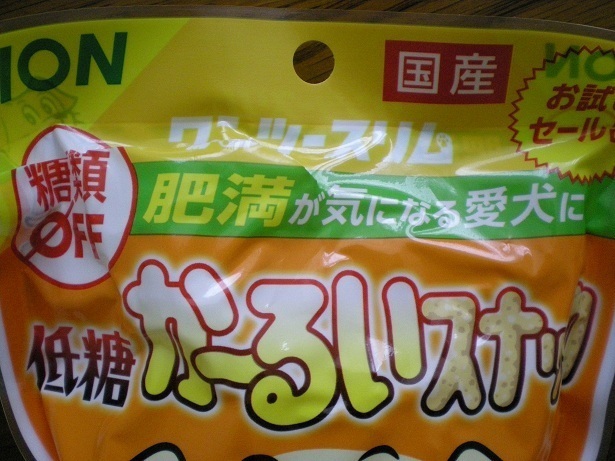 ION
国産
お試し
セール
ワンツースリム
糖類
OFF
肥満が気になる愛犬に
低糖
かーるいスナック